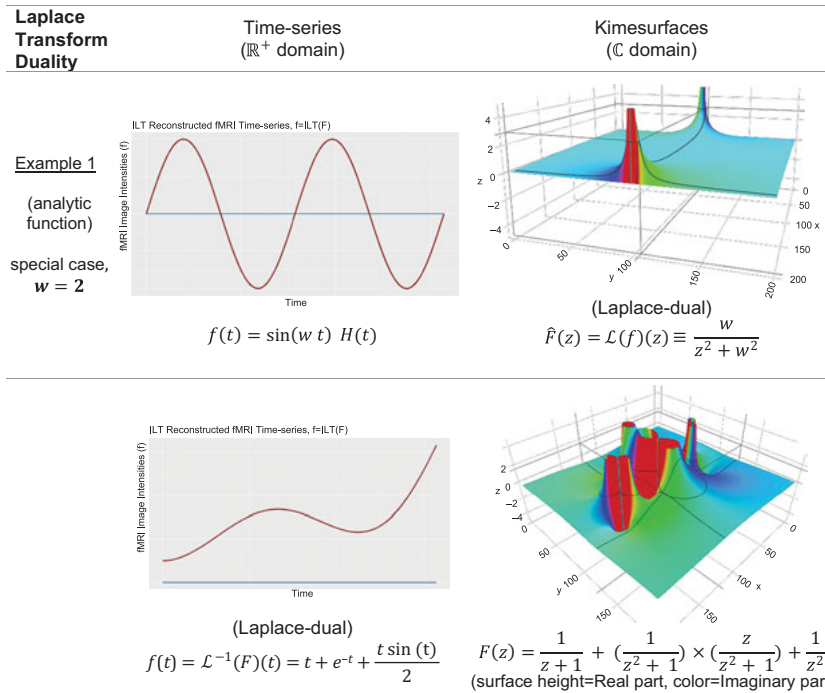 Laplace
Transform
Duality
Time-series
(ℝ⁺ domain)
Kimesurfaces
(ℂ domain)
Example 1
(analytic
function)
special case,
w = 2
ILT Reconstructed fMRI Time-series, f=ILT(F)
fMRI Image Intensities (f)
Time
f(t) = sin(w t) H(t)
4
2
0
−2
−4
z
0
50
y 100
150
200
0
50
100 x
150
200
(Laplace-dual)
F̂(z) = ℒ(f)(z) ≡ w / (z² + w²)
ILT Reconstructed fMRI Time-series, f=ILT(F)
fMRI Image Intensities (f)
Time
(Laplace-dual)
f(t) = ℒ⁻¹(F)(t) = t + e⁻ᵗ + t sin (t) / 2
2
z 0
−2
−4
50
y 100
150
0
50
100 x
150
F(z) = 1/(z + 1) + (1/(z² + 1)) × (z/(z² + 1)) + 1/z²
(surface height=Real part, color=Imaginary par